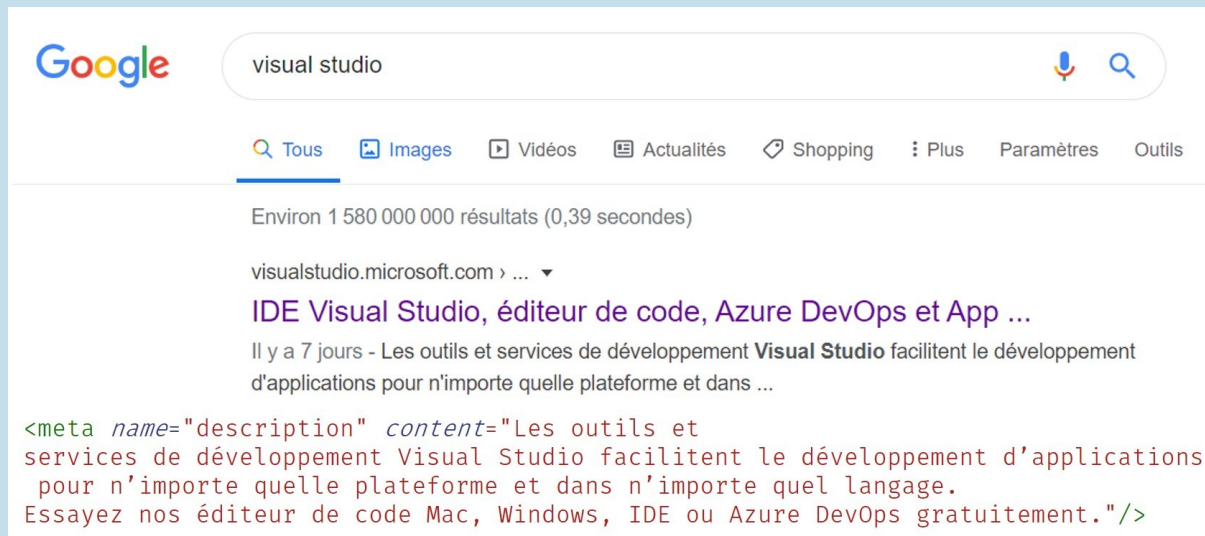 Google
visual studio
Tous Images Vidéos Actualités Shopping Plus Paramètres Outils
Environ 1 580 000 000 résultats (0,39 secondes)
visualstudio.microsoft.com › ...
IDE Visual Studio, éditeur de code, Azure DevOps et App ...
Il y a 7 jours - Les outils et services de développement Visual Studio facilitent le développement
d'applications pour n'importe quelle plateforme et dans ...
<meta name="description" content="Les outils et
services de développement Visual Studio facilitent le développement d’applications
pour n’importe quelle plateforme et dans n’importe quel langage.
Essayez nos éditeur de code Mac, Windows, IDE ou Azure DevOps gratuitement."/>